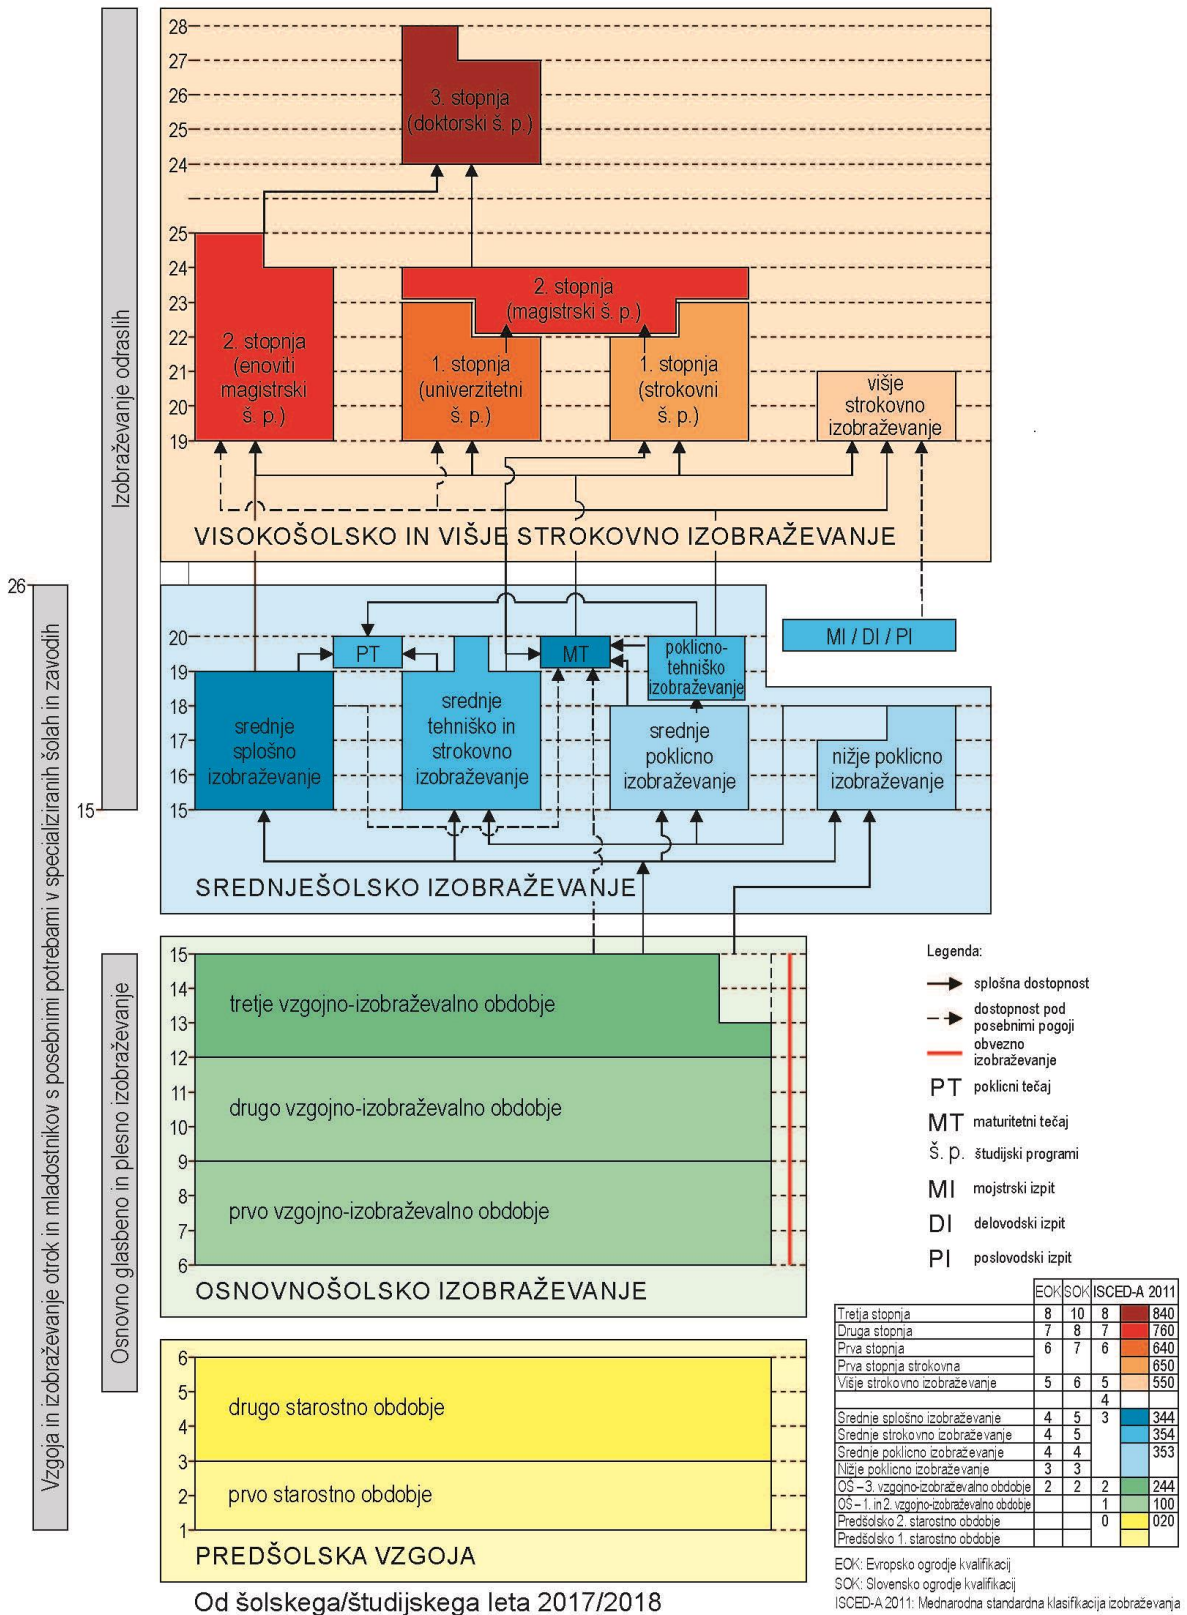 28
27
26
25
24
25
24
23
22
21
20
19
3. stopnja
(doktorski š. p.)
2. stopnja
(enoviti
magistrski
š. p.)
2. stopnja
(magistrski š. p.)
1. stopnja
(univerzitetni
š. p.)
1. stopnja
(strokovni
š. p.)
višje
strokovno
izobraževanje
VISOKOŠOLSKO IN VIŠJE STROKOVNO IZOBRAŽEVANJE
Izobraževanje odraslih
26
15
Vzgoja in izobraževanje otrok in mladostnikov s posebnimi potrebami v specializiranih šolah in zavodih
20
19
18
17
16
15
PT
MT
poklicno-
tehniško
izobraževanje
MI / DI / PI
srednje
splošno
izobraževanje
srednje
tehniško in
strokovno
izobraževanje
srednje
poklicno
izobraževanje
nižje poklicno
izobraževanje
SREDNJEŠOLSKO IZOBRAŽEVANJE
Osnovno glasbeno in plesno izobraževanje
15
14
13
12
11
10
9
8
7
6
tretje vzgojno-izobraževalno obdobje
drugo vzgojno-izobraževalno obdobje
prvo vzgojno-izobraževalno obdobje
OSNOVNOŠOLSKO IZOBRAŽEVANJE
6
5
4
3
2
1
drugo starostno obdobje
prvo starostno obdobje
PREDŠOLSKA VZGOJA
Od šolskega/študijskega leta 2017/2018
Legenda:
splošna dostopnost
dostopnost pod
posebnimi pogoji
obvezno
izobraževanje
PT poklicni tečaj
MT maturitetni tečaj
Š. p. študijski programi
MI mojstrski izpit
DI delovodski izpit
PI poslovodski izpit
EOK SOK ISCED-A 2011
Tretja stopnja 8 10 8 840
Druga stopnja 7 8 7 760
Prva stopnja 6 7 6 640
Prva stopnja strokovna 650
Višje strokovno izobraževanje 5 6 5 550
4
Srednje splošno izobraževanje 4 5 3 344
Srednje strokovno izobraževanje 4 5 354
Srednje poklicno izobraževanje 4 4 353
Nižje poklicno izobraževanje 3 3
OŠ – 3. vzgojno-izobraževalno obdobje 2 2 2 244
OŠ – 1. in 2. vzgojno-izobraževalno obdobje 1 100
Predšolsko 2. starostno obdobje 0 020
Predšolsko 1. starostno obdobje
EOK: Evropsko ogrodje kvalifikacij
SOK: Slovensko ogrodje kvalifikacij
ISCED-A 2011: Mednarodna standardna klasifikacija izobraževanja